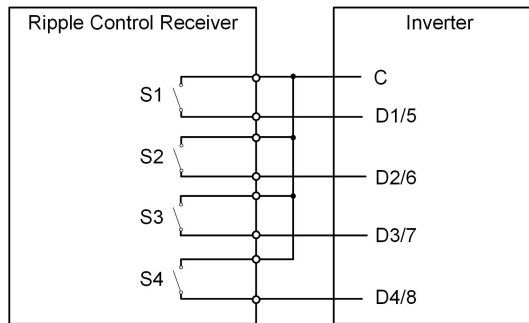 Ripple Control Receiver
Inverter
C
S1
D1/5
S2
D2/6
S3
D3/7
S4
D4/8